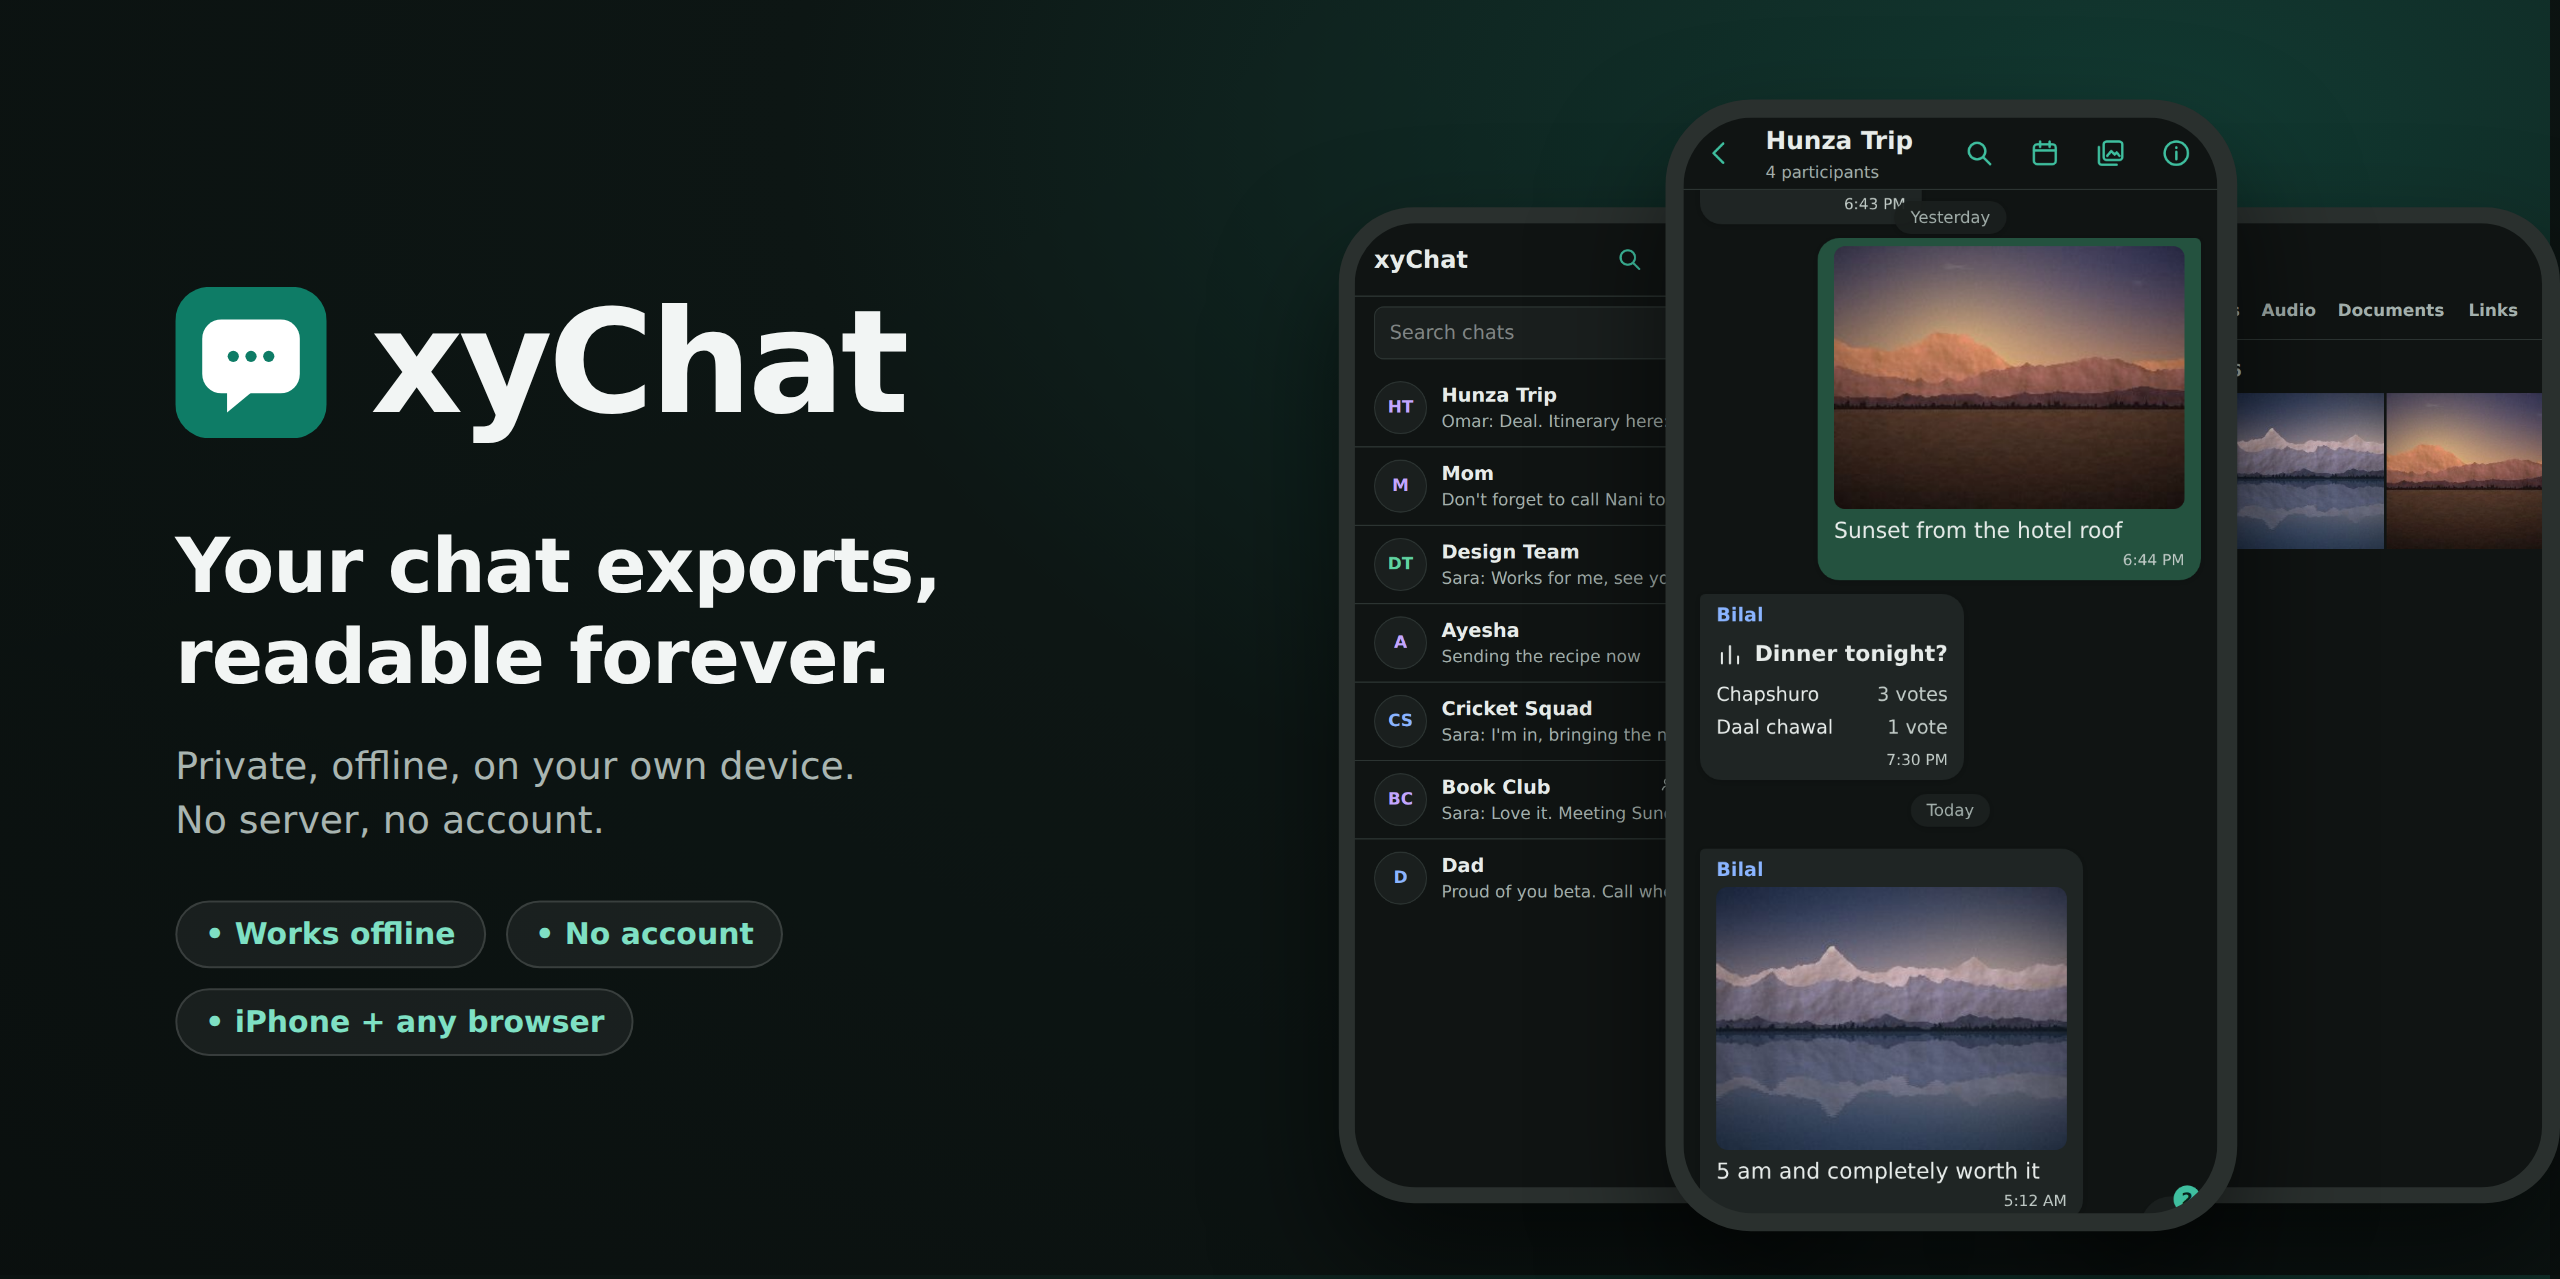 xyChat
Your chat exports,
readable forever.
Private, offline, on your own device.
No server, no account.
• Works offline
• No account
• iPhone + any browser
xyChat
Search chats
HT
Hunza Trip
Omar: Deal. Itinerary here:
M
Mom
Don't forget to call Nani to
DT
Design Team
Sara: Works for me, see
A
Ayesha
Sending the recipe now
CS
Cricket Squad
Sara: I'm in, bringing the
BC
Book Club
Sara: Love it. Meeting
D
Dad
Proud of you beta. Call
Hunza Trip
4 participants
6:43 PM
Yesterday
Sunset from the hotel roof
6:44 PM
Bilal
Dinner tonight?
Chapshuro 3 votes
Daal chawal 1 vote
7:30 PM
Today
Bilal
5 am and completely worth it
5:12 AM
Audio Documents Links